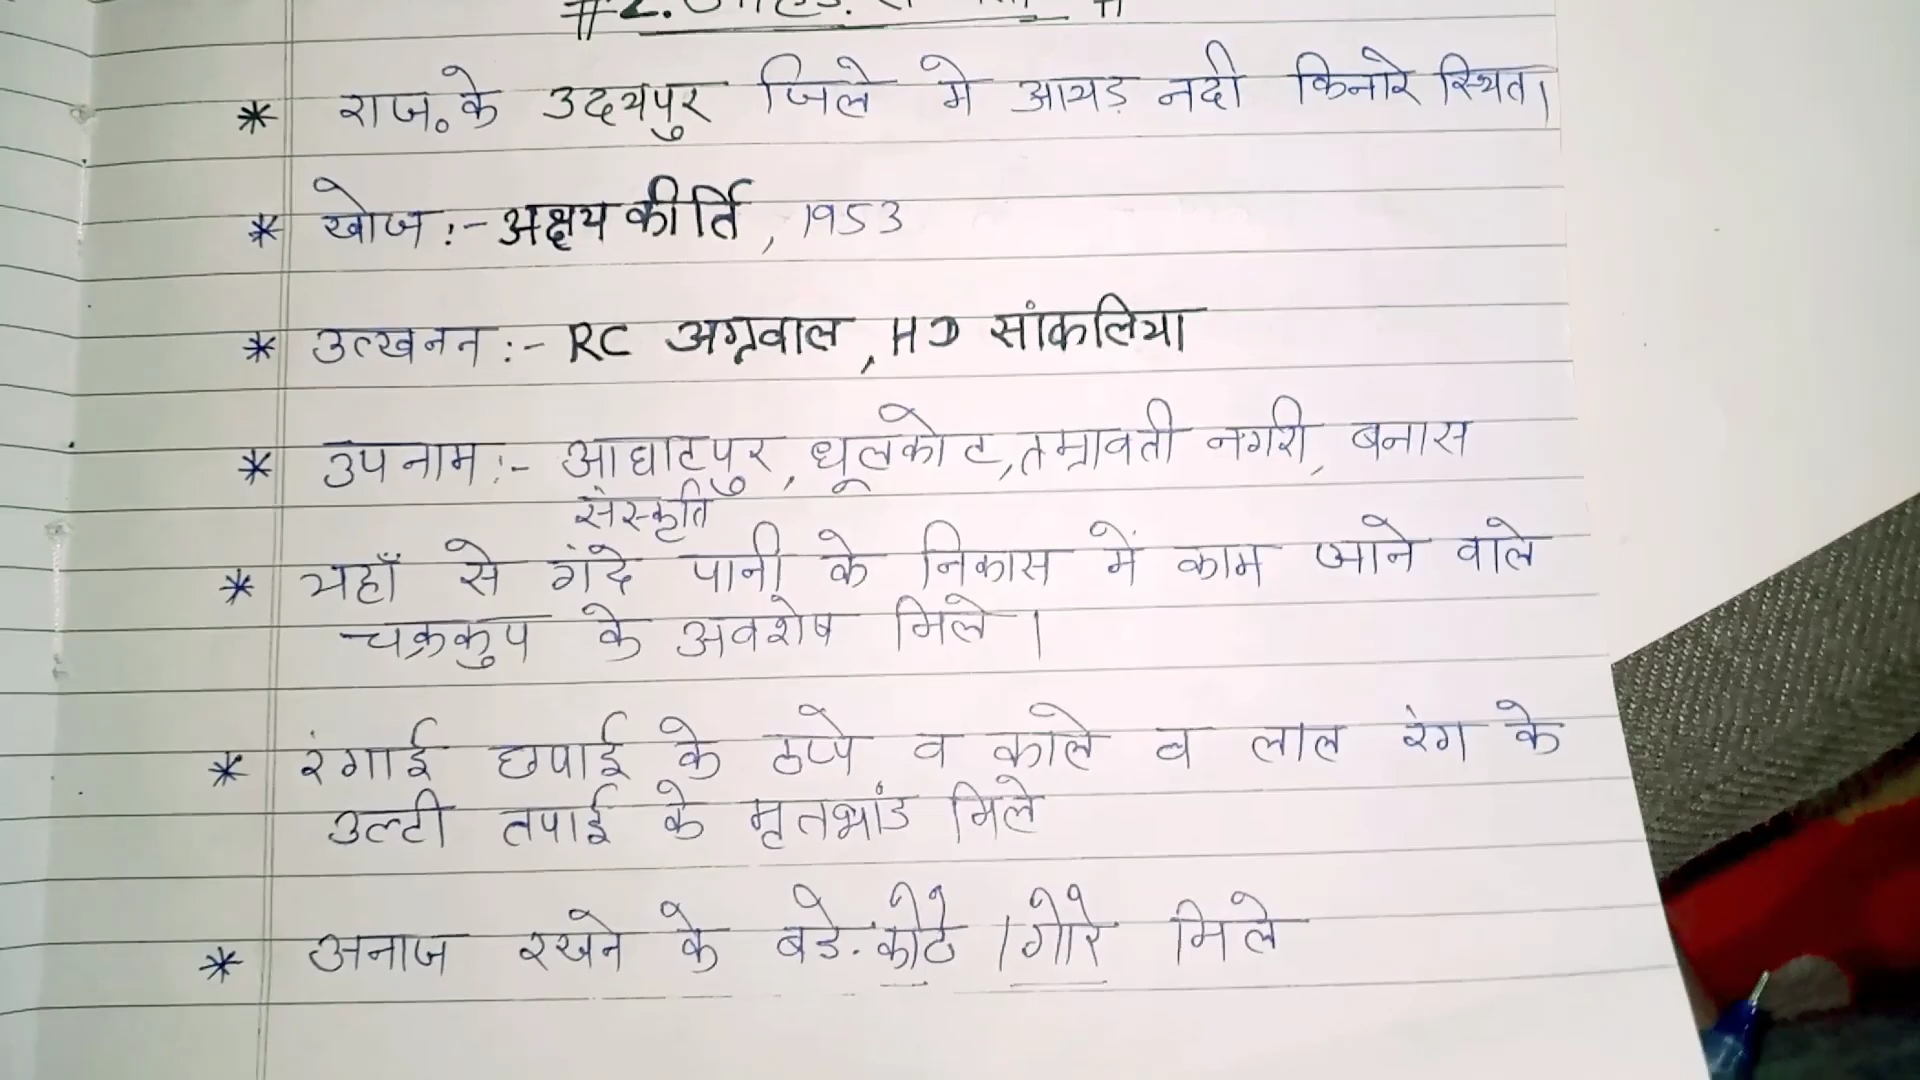 * राज॰के उदयपुर जिले मे आयड़ नदी किनारे स्थित।
* खोज :- अक्षय कीर्ति, 1953
* उत्खनन :- RC अग्रवाल, HD सांकलिया
* उपनाम :- आघाटपुर, धूलकोट, तम्रावती नगरी, बनास
संस्कृति
* यहाँ से गंदे पानी के निकास में काम आने वाले
चक्रकुप के अवशेष मिले।
* रंगाई छपाई के ठप्पे व काले व लाल रंग के
उल्टी तपाई के मृतभांड मिले
* अनाज रखने के बडे. कोठे / गोरे मिले